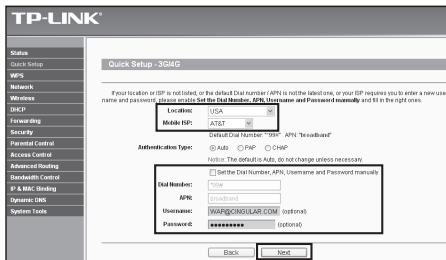 TP-LINK®
Status
Quick Setup
WPS
Network
Wireless
DHCP
Forwarding
Security
Parental Control
Access Control
Advanced Routing
Bandwidth Control
IP & MAC Binding
Dynamic DNS
System Tools
Quick Setup - 3G/4G
If your location or ISP is not listed, or the default Dial number / APN is not the latest one, or your ISP requires you to enter a new use
name and password, please enable Set the Dial Number, APN, Username and Password manually and fill in the right ones.
Location: USA
Mobile ISP: AT&T
Default Dial Number: "*99#" APN: "broadband"
Authentication Type: Auto PAP CHAP
Notice: The default is Auto, do not change unless necessary.
Set the Dial Number, APN, Username and Password manually
Dial Number: *99#
APN: broadband
Username: WAP@CINGULAR.COM (optional)
Password: ●●●●●●●●● (optional)
Back Next